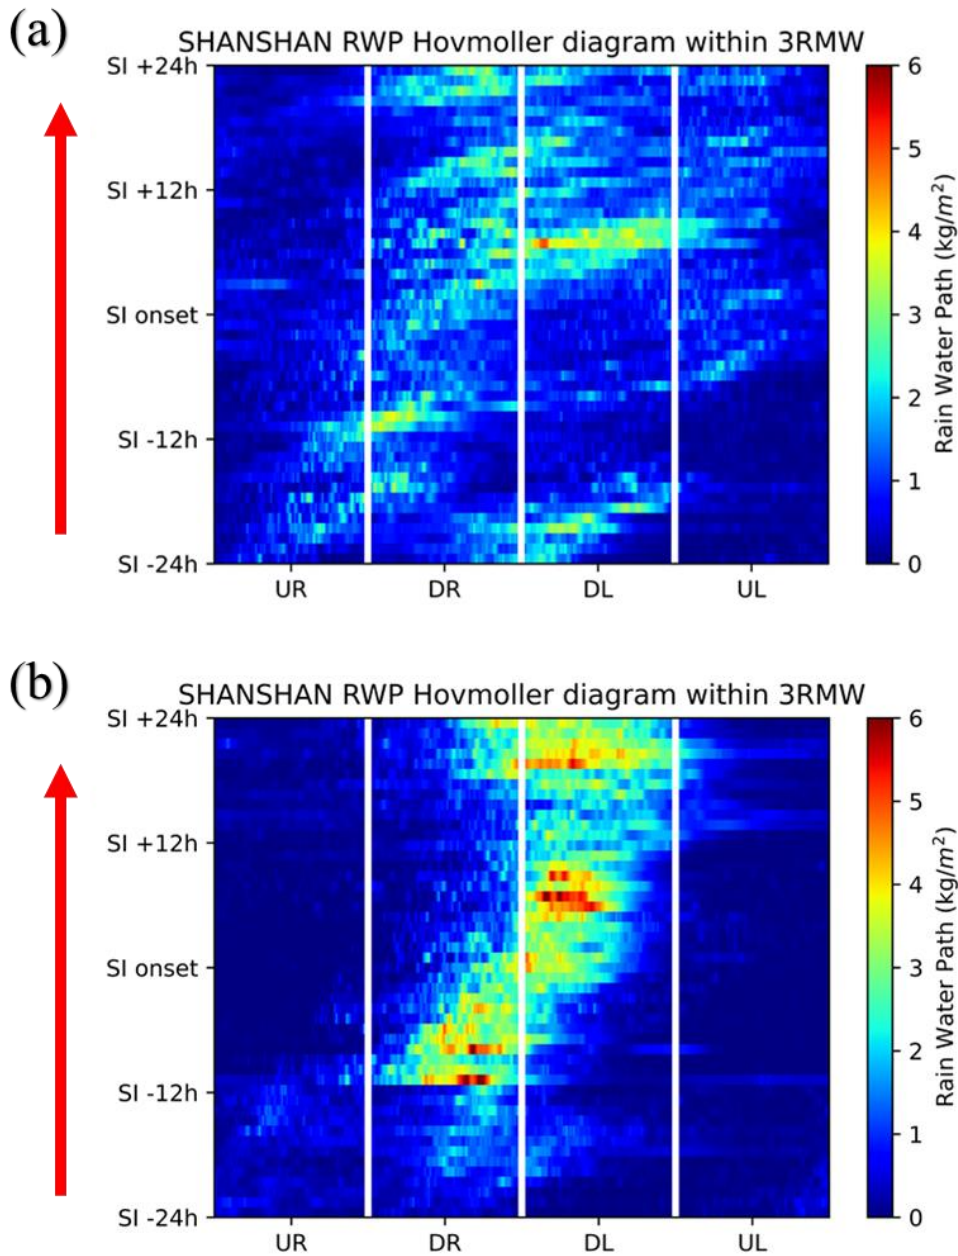 (a)
SHANSHAN RWP Hovmoller diagram within 3RMW
SI +24h
SI +12h
SI onset
SI -12h
SI -24h
UR DR DL UL
6
5
4
3
2
1
0
Rain Water Path (kg/m²)
(b)
SHANSHAN RWP Hovmoller diagram within 3RMW
SI +24h
SI +12h
SI onset
SI -12h
SI -24h
UR DR DL UL
6
5
4
3
2
1
0
Rain Water Path (kg/m²)